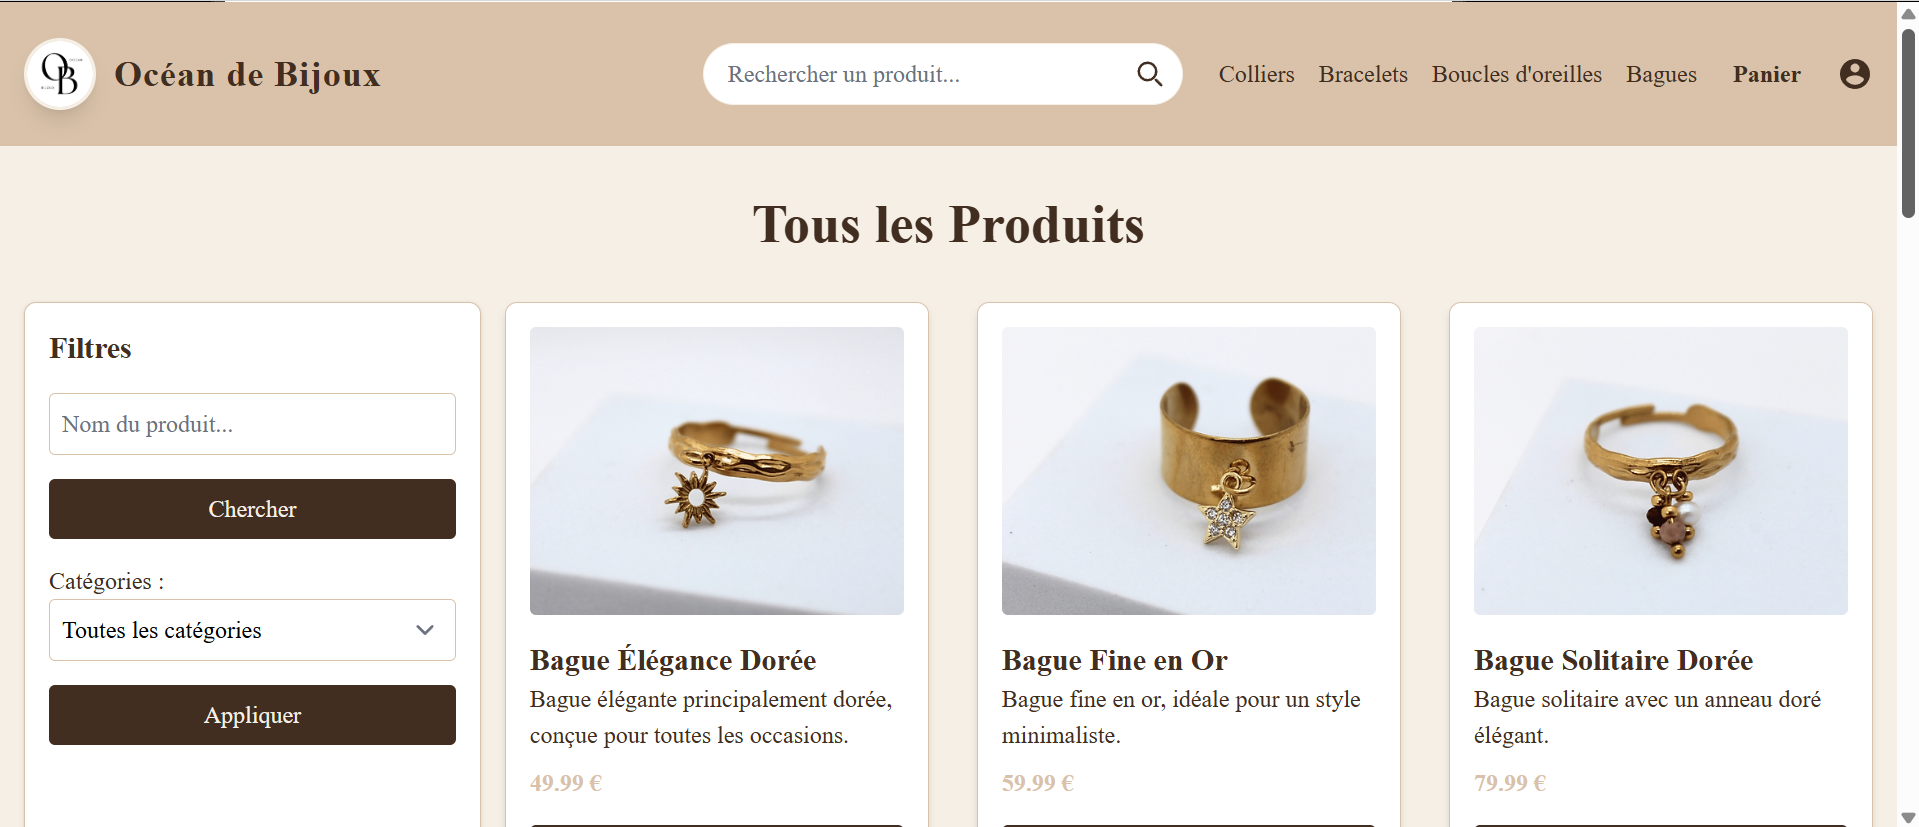 OB
Océan de Bijoux
Rechercher un produit...
Colliers
Bracelets
Boucles d'oreilles
Bagues
Panier
Tous les Produits
Filtres
Nom du produit...
Chercher
Catégories :
Toutes les catégories
Appliquer
Bague Élégance Dorée
Bague élégante principalement dorée,
conçue pour toutes les occasions.
49.99 €
Bague Fine en Or
Bague fine en or, idéale pour un style
minimaliste.
59.99 €
Bague Solitaire Dorée
Bague solitaire avec un anneau doré
élégant.
79.99 €